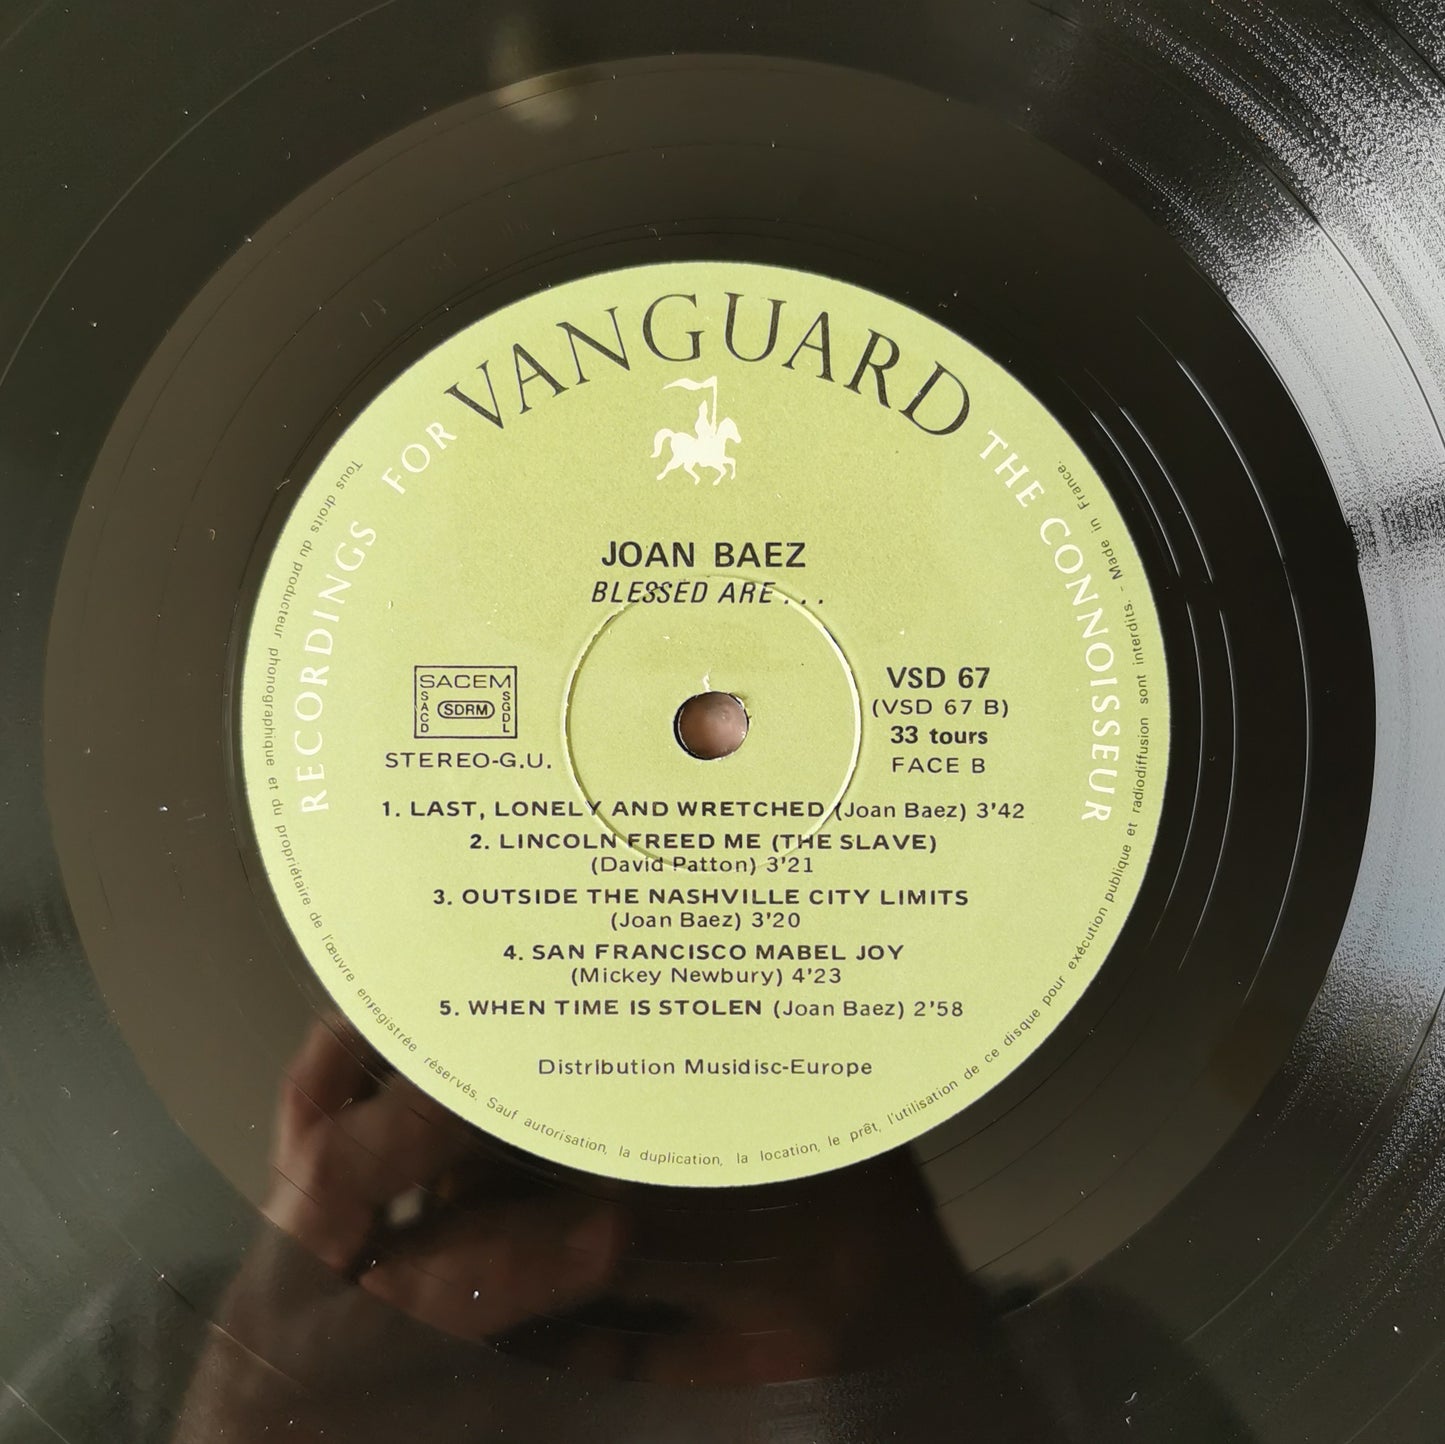 RECORDINGS FOR VANGUARD THE CONNOISSEUR
JOAN BAEZ
BLESSED ARE...
SACEM
SACD
SDRM
SGDL
STEREO-G.U.
VSD 67
(VSD 67 B)
33 tours
FACE B
1. LAST, LONELY AND WRETCHED (Joan Baez) 3'42
2. LINCOLN FREED ME (THE SLAVE)
(David Patton) 3'21
3. OUTSIDE THE NASHVILLE CITY LIMITS
(Joan Baez) 3'20
4. SAN FRANCISCO MABEL JOY
(Mickey Newbury) 4'23
5. WHEN TIME IS STOLEN (Joan Baez) 2'58
Distribution Musidisc-Europe
Tous droits du producteur phonographique et du propriétaire de l'œuvre enregistrée réservés. Sauf autorisation, la duplication, la location, le prêt, l'utilisation de ce disque pour exécution publique et radiodiffusion sont interdits. - Made in France.